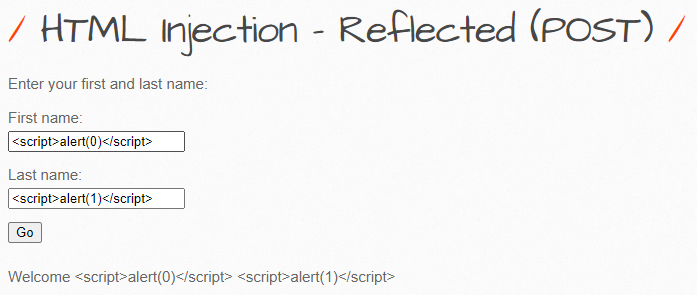 / HTML Injection - Reflected (POST) /
Enter your first and last name:
First name:
<script>alert(0)</script>
Last name:
<script>alert(1)</script>
Go
Welcome <script>alert(0)</script> <script>alert(1)</script>